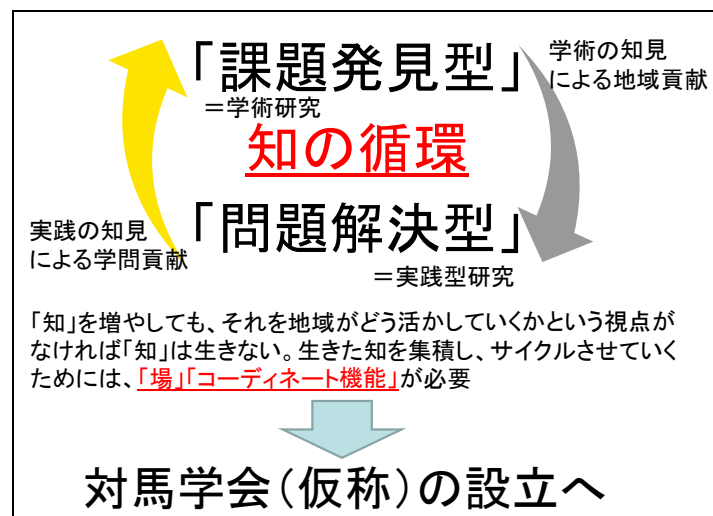 「課題発見型」
＝学術研究
学術の知見
による地域貢献
知の循環
実践の知見
による学問貢献
「問題解決型」
＝実践型研究
「知」を増やしても、それを地域がどう活かしていくかという視点が
なければ「知」は生きない。生きた知を集積し、サイクルさせていく
ためには、「場」「コーディネート機能」が必要
対馬学会（仮称）の設立へ